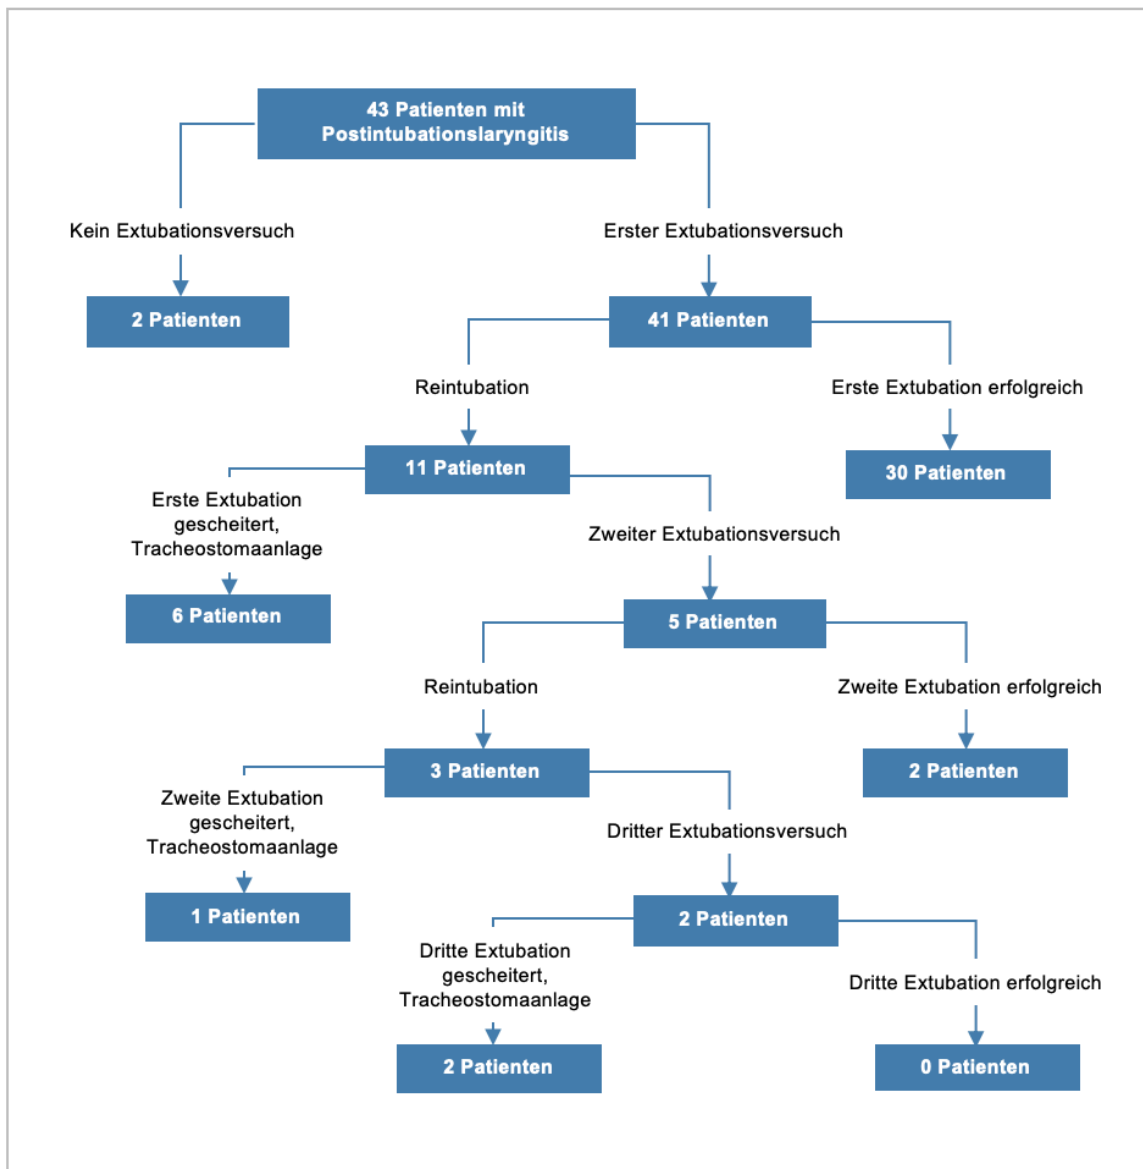 43 Patienten mit
Postintubationslaryngitis
Kein Extubationsversuch
Erster Extubationsversuch
2 Patienten
41 Patienten
Reintubation
Erste Extubation erfolgreich
11 Patienten
30 Patienten
Erste Extubation
gescheitert,
Tracheostomaanlage
Zweiter Extubationsversuch
6 Patienten
5 Patienten
Reintubation
Zweite Extubation erfolgreich
3 Patienten
2 Patienten
Zweite Extubation
gescheitert,
Tracheostomaanlage
Dritter Extubationsversuch
1 Patienten
2 Patienten
Dritte Extubation
gescheitert,
Tracheostomaanlage
Dritte Extubation erfolgreich
2 Patienten
0 Patienten